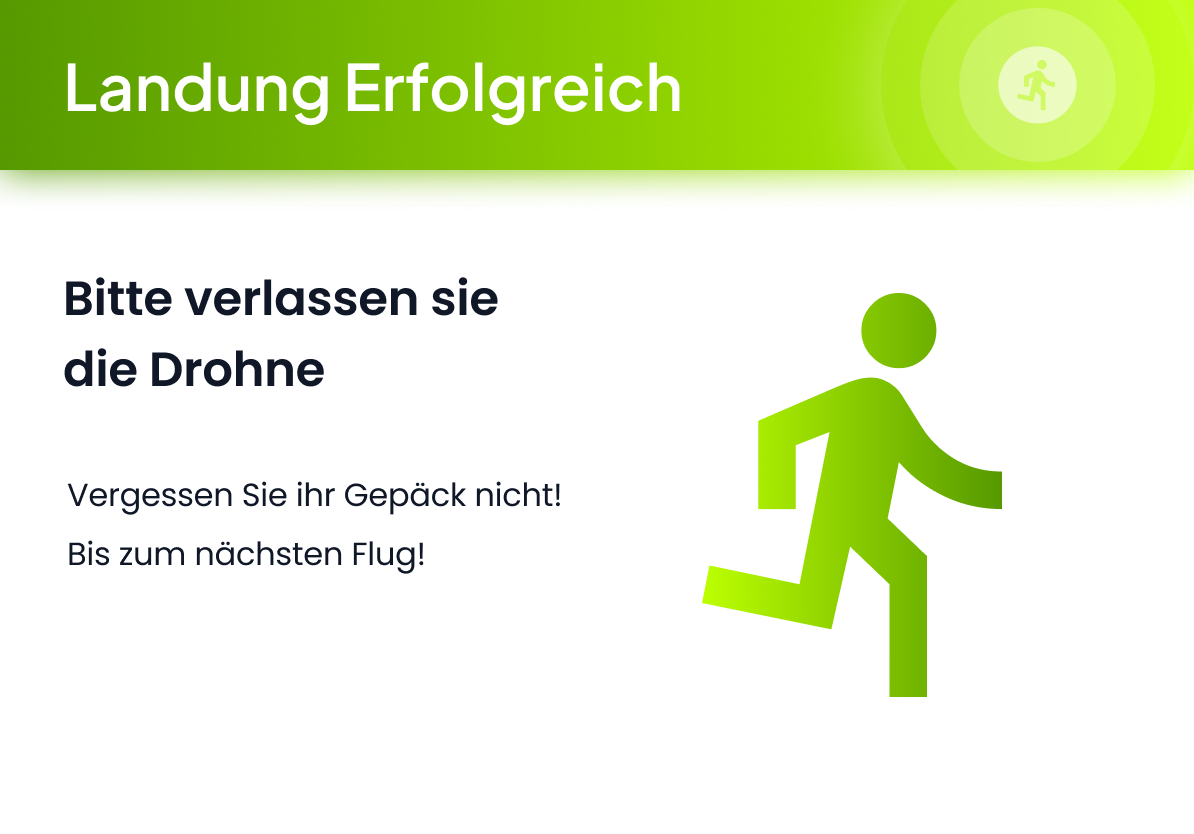 Landung Erfolgreich
Bitte verlassen sie
die Drohne
Vergessen Sie ihr Gepäck nicht!
Bis zum nächsten Flug!